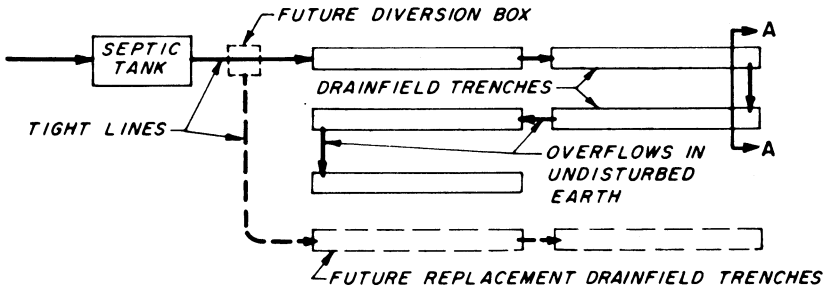 FUTURE DIVERSION BOX
A
SEPTIC
TANK
DRAINFIELD TRENCHES
TIGHT LINES
OVERFLOWS IN
UNDISTURBED
EARTH
A
FUTURE REPLACEMENT DRAINFIELD TRENCHES